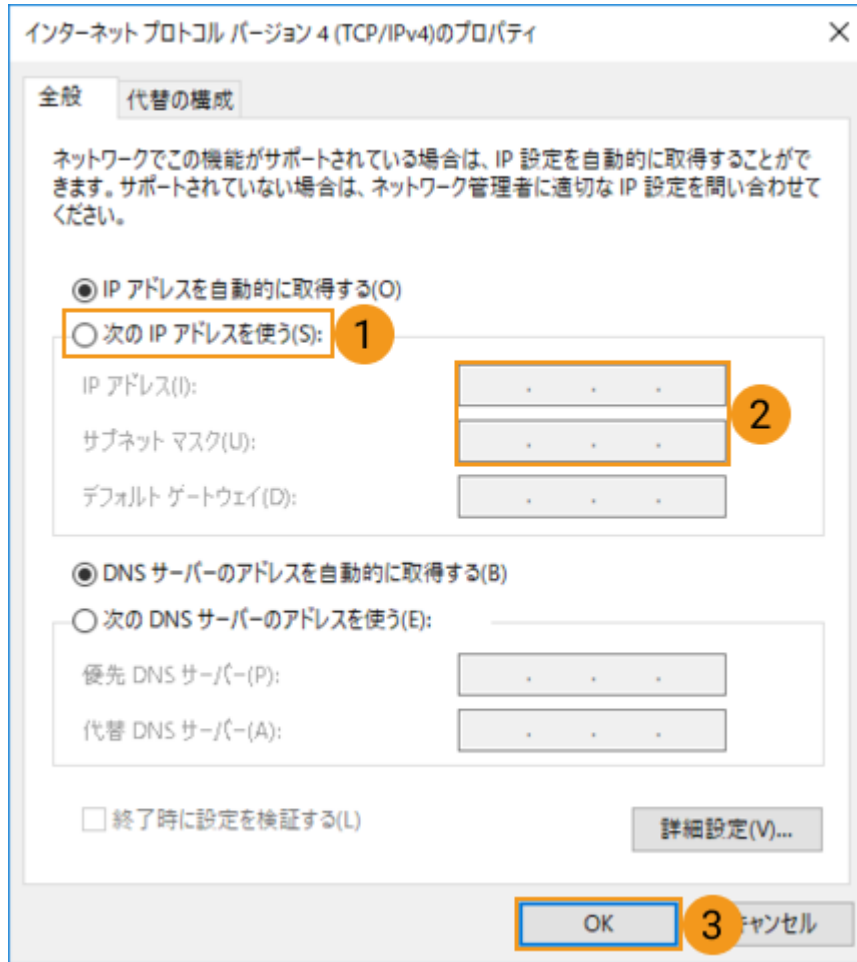 インターネット プロトコル バージョン 4 (TCP/IPv4)のプロパティ
全般
代替の構成
ネットワークでこの機能がサポートされている場合は、IP 設定を自動的に取得することがで
きます。サポートされていない場合は、ネットワーク管理者に適切な IP 設定を問い合わせて
ください。
IP アドレスを自動的に取得する(O)
次の IP アドレスを使う(S):
1
IP アドレス(I):
2
サブネット マスク(U):
デフォルト ゲートウェイ(D):
DNS サーバーのアドレスを自動的に取得する(B)
次の DNS サーバーのアドレスを使う(E):
優先 DNS サーバー(P):
代替 DNS サーバー(A):
終了時に設定を検証する(L)
詳細設定(V)...
OK
3
ャンセル